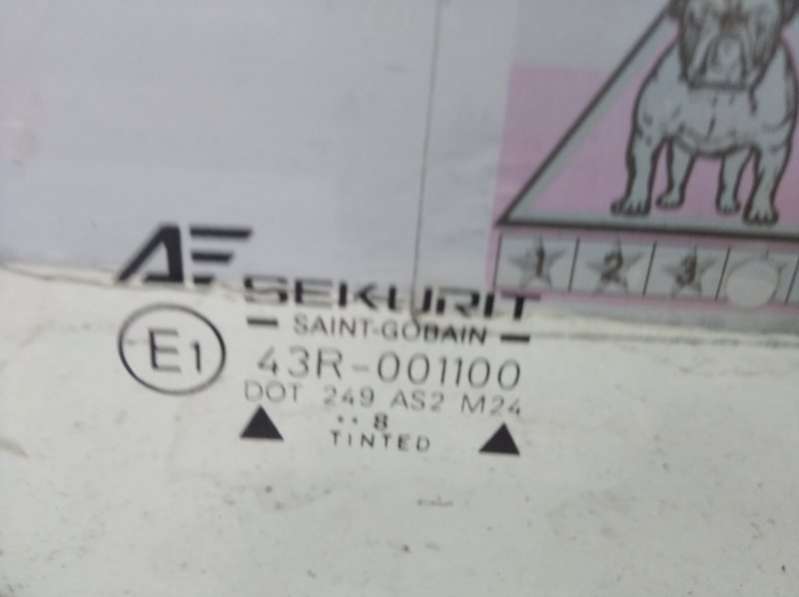 1 2 3
SEKURIT
SAINT-GOBAIN
E1
43R-001100
DOT 249 AS2 M24
·· 8
TINTED